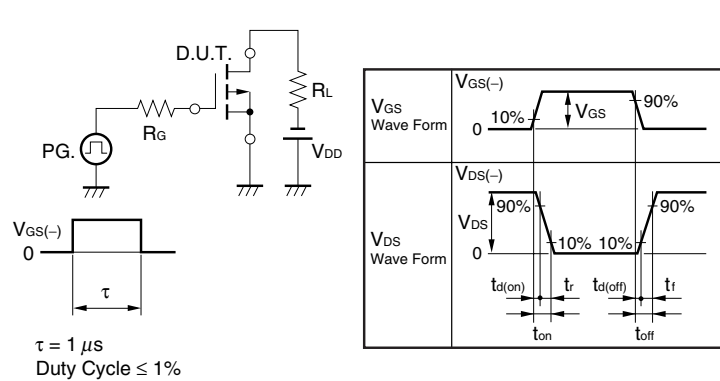 D.U.T.
RL
RG
PG.
VDD
VGS(−)
0
τ
τ = 1 μs
Duty Cycle ≤ 1%
VGS
Wave Form
VGS(−)
10%
0
VGS
90%
VDS
Wave Form
VDS(−)
90%
VDS
0
10% 10%
90%
td(on) tr td(off) tf
ton toff